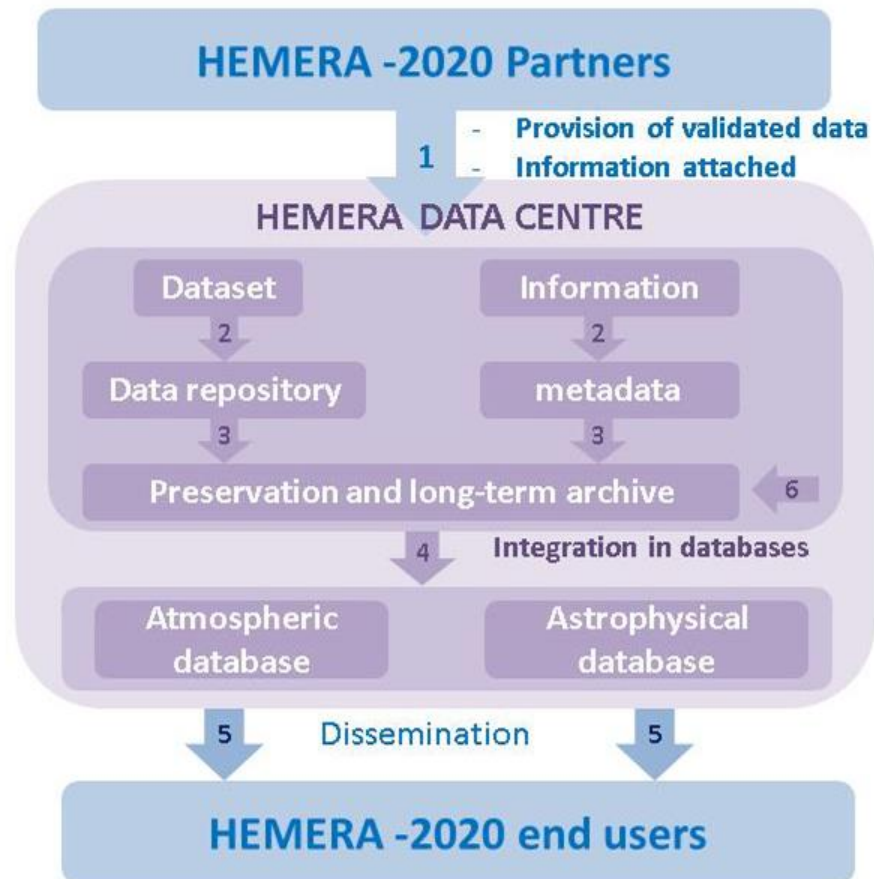 HEMERA -2020 Partners
1
- Provision of validated data
- Information attached
HEMERA DATA CENTRE
Dataset
Information
2
2
Data repository
metadata
3
3
Preservation and long-term archive
6
4
Integration in databases
Atmospheric
database
Astrophysical
database
5
Dissemination
5
HEMERA -2020 end users